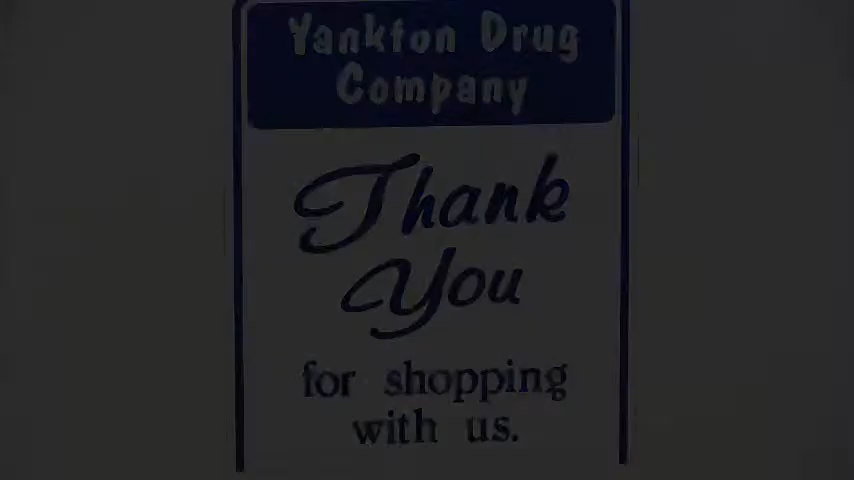 Yankton Drug
Company
Thank
You
for shopping
with us.